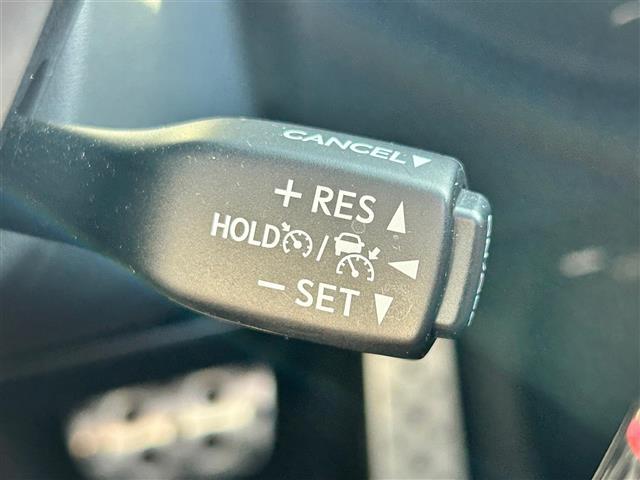 CANCEL
+ RES
HOLD /
- SET